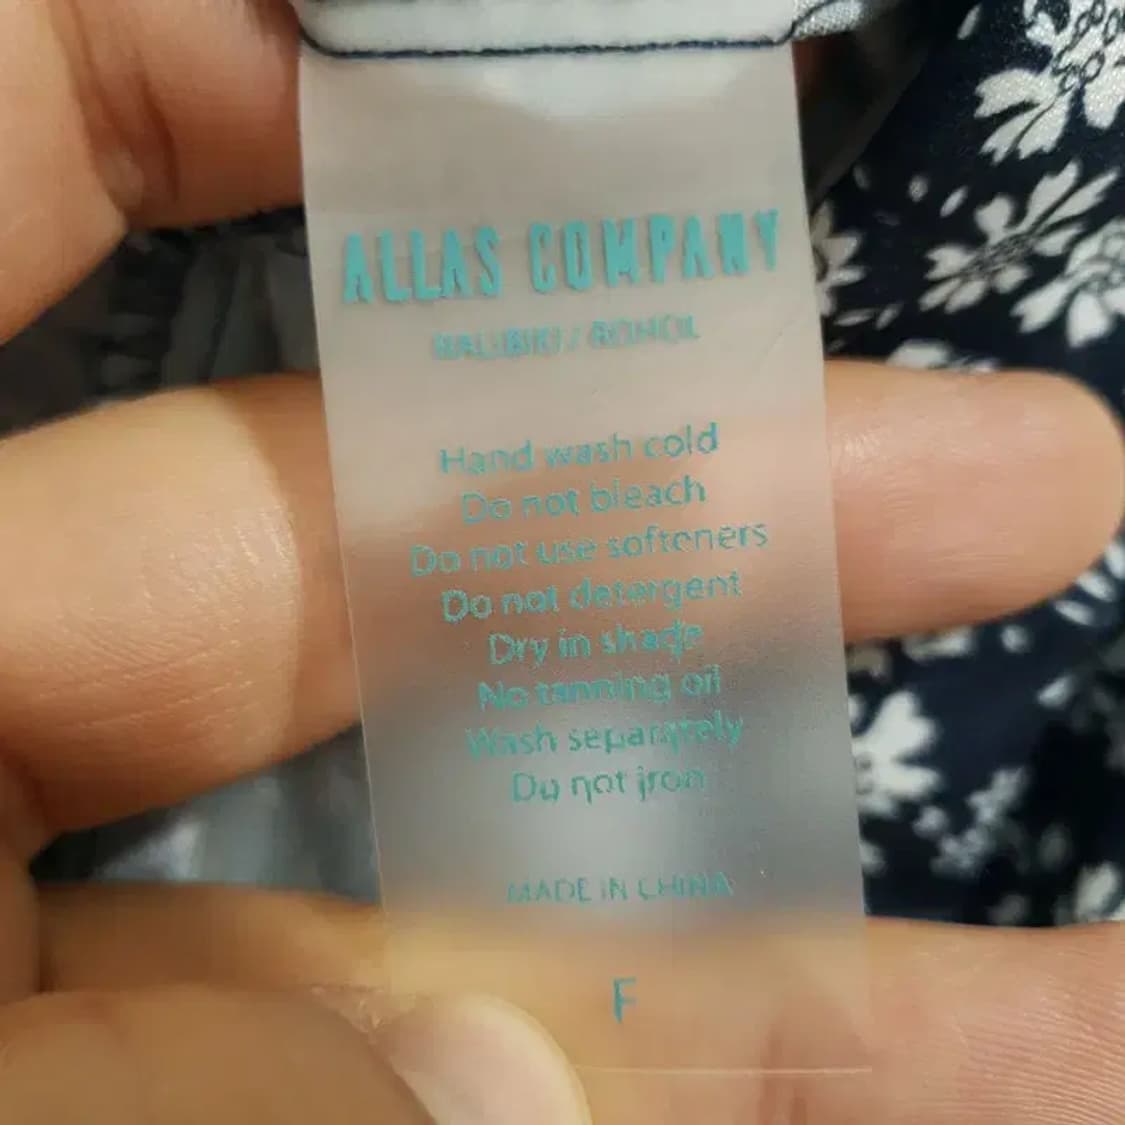 ALLAS COMPANY
Hand wash cold
Do not bleach
Do not use softeners
Do not detergent
Dry in shade
No tanning oil
Wash separately
Do not iron
MADE IN CHINA
F